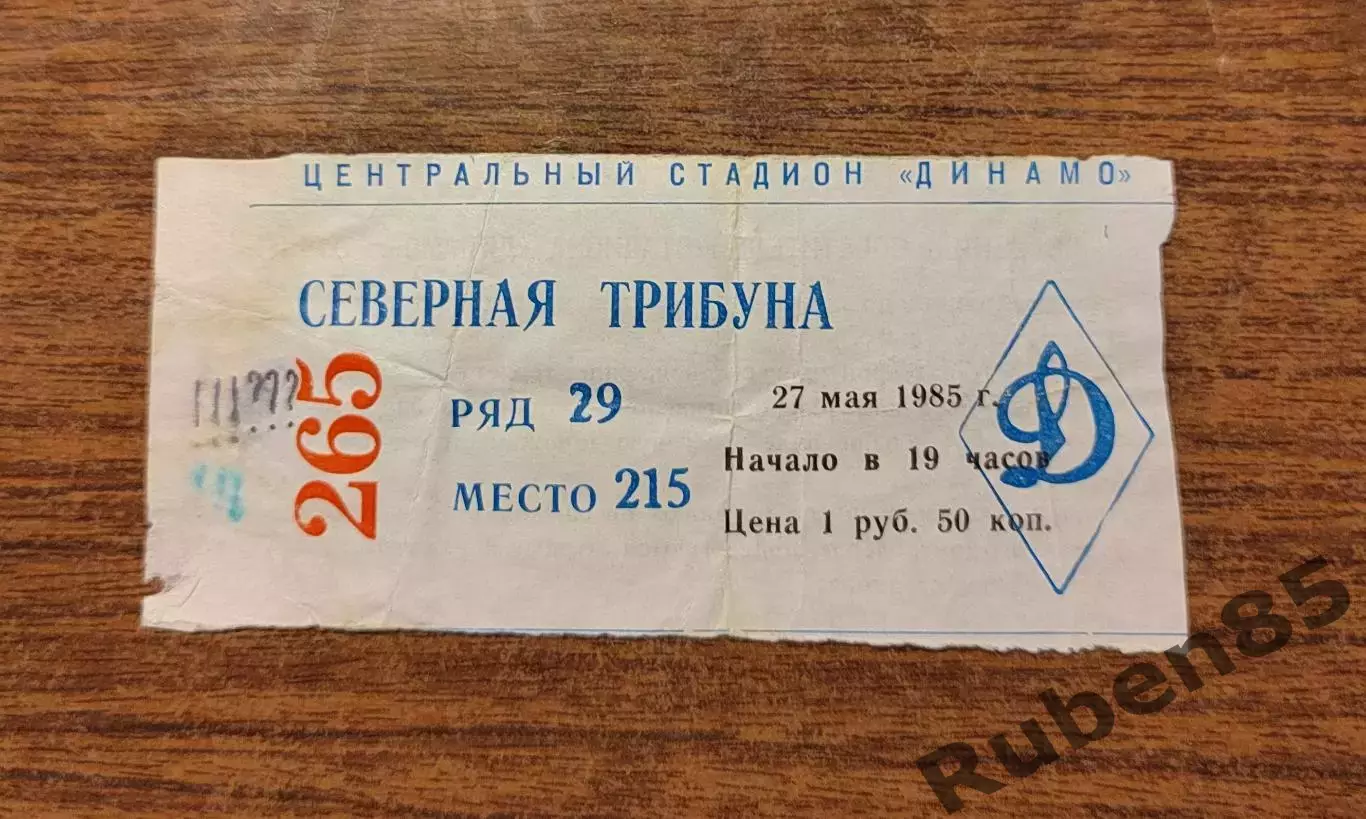 ЦЕНТРАЛЬНЫЙ СТАДИОН «ДИНАМО»
СЕВЕРНАЯ ТРИБУНА
265
!!!???
РЯД 29
МЕСТО 215
27 мая 1985 г.
Начало в 19 часов
Цена 1 руб. 50 коп.
Д
Ruben85